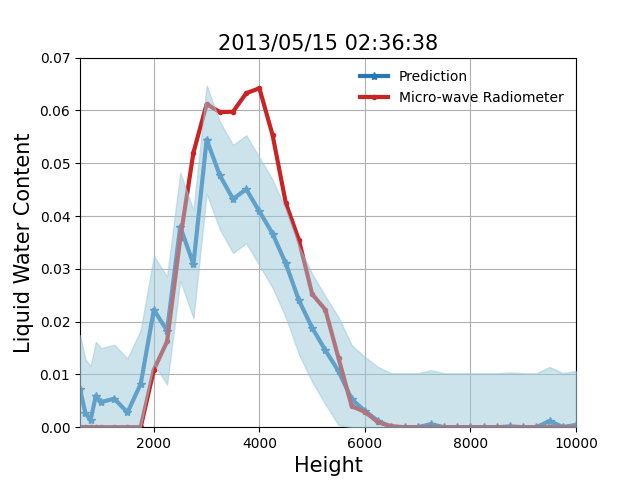 2013/05/15 02:36:38
Prediction
Micro-wave Radiometer
Liquid Water Content
0.07
0.06
0.05
0.04
0.03
0.02
0.01
0.00
2000 4000 6000 8000 10000
Height